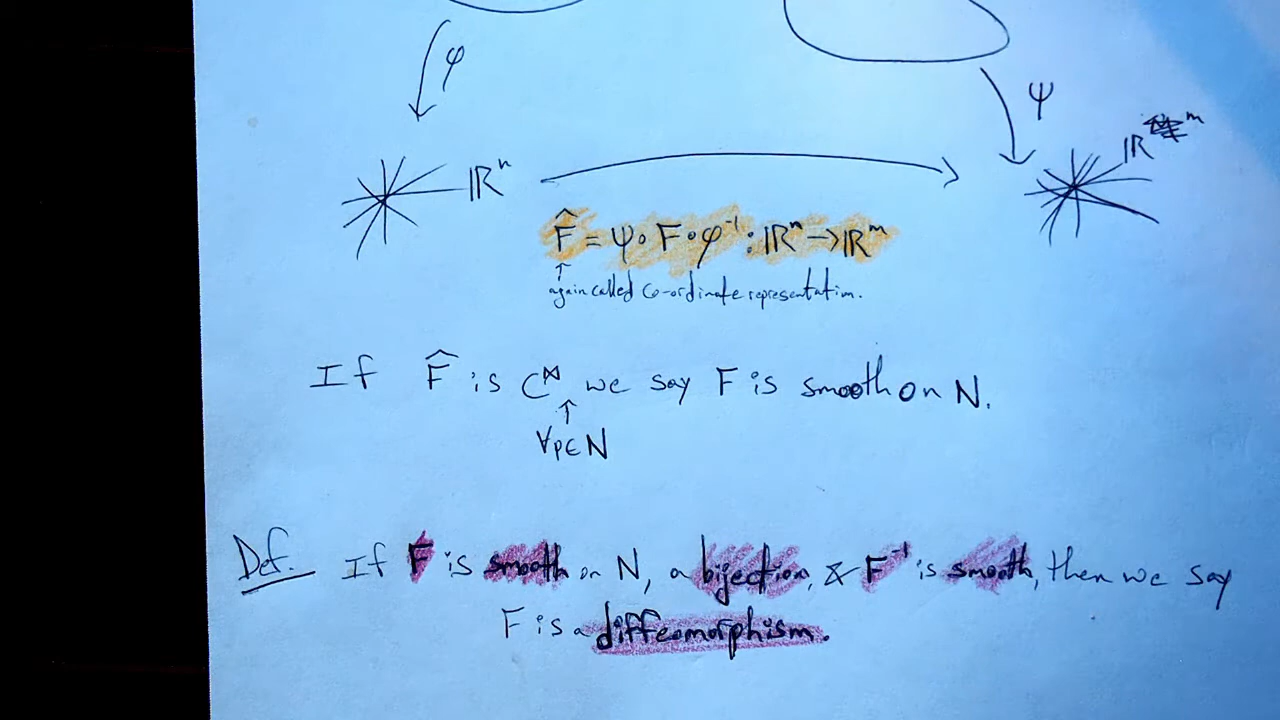 φ
Ψ
ℝⁿ
ℝᵐ
F̂ = Ψ∘F∘φ⁻¹ : ℝⁿ → ℝᵐ
↑
again called Co-ordinate representation.
If F̂ is C^∞ we say F is smooth on N.
↑
∀p∈N
Def. If F is smooth on N, a bijection, & F⁻¹ is smooth, then we say
F is a diffeomorphism.